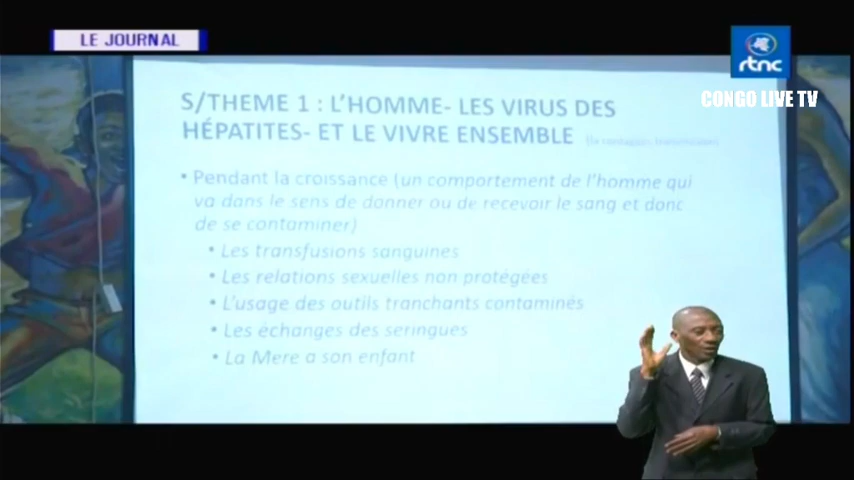 LE JOURNAL
rtnc
CONGO LIVE TV
S/THEME 1 : L'HOMME- LES VIRUS DES
HÉPATITES- ET LE VIVRE ENSEMBLE
• Pendant la croissance (un comportement de l'homme qui
va dans le sens de donner ou de recevoir le sang et donc
de se contaminer)
• Les transfusions sanguines
• Les relations sexuelles non protégées
• L'usage des outils tranchants contaminés
• Les échanges des seringues
• La Mere a son enfant